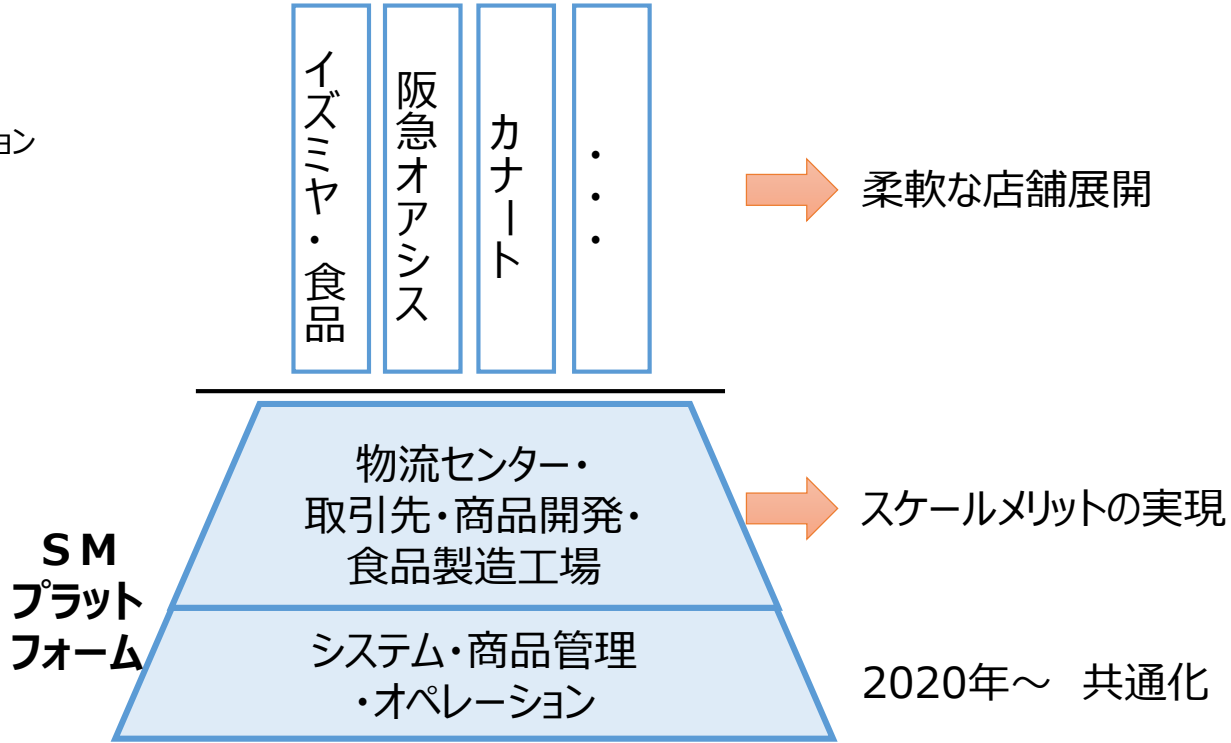 ョン
イズミヤ・食品
阪急オアシス
カナート
・・・
柔軟な店舗展開
物流センター・
取引先・商品開発・
食品製造工場
スケールメリットの実現
ＳＭ
プラット
フォーム
システム・商品管理
・オペレーション
2020年～　共通化